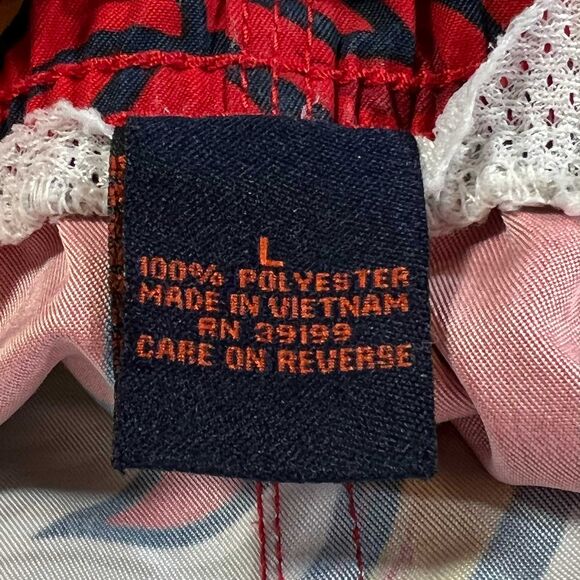 L
100% POLYESTER
MADE IN VIETNAM
RN 39199
CARE ON REVERSE